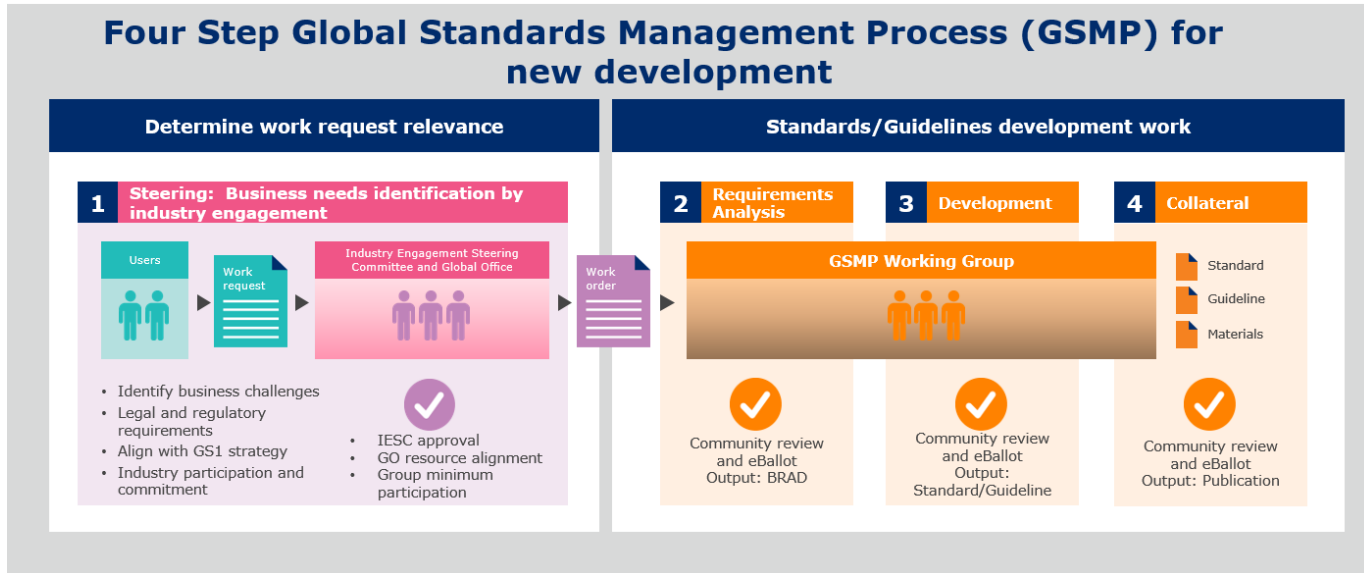 Four Step Global Standards Management Process (GSMP) for
new development
Determine work request relevance
1
Steering:  Business needs identification by
industry engagement
Users
Work
request
Industry Engagement Steering
Committee and Global Office
• Identify business challenges
• Legal and regulatory
requirements
• Align with GS1 strategy
• Industry participation and
commitment
• IESC approval
• GO resource alignment
• Group minimum
participation
Work
order
Standards/Guidelines development work
2
Requirements
Analysis
3
Development
4
Collateral
GSMP Working Group
Standard
Guideline
Materials
Community review
and eBallot
Output: BRAD
Community review
and eBallot
Output:
Standard/Guideline
Community review
and eBallot
Output: Publication